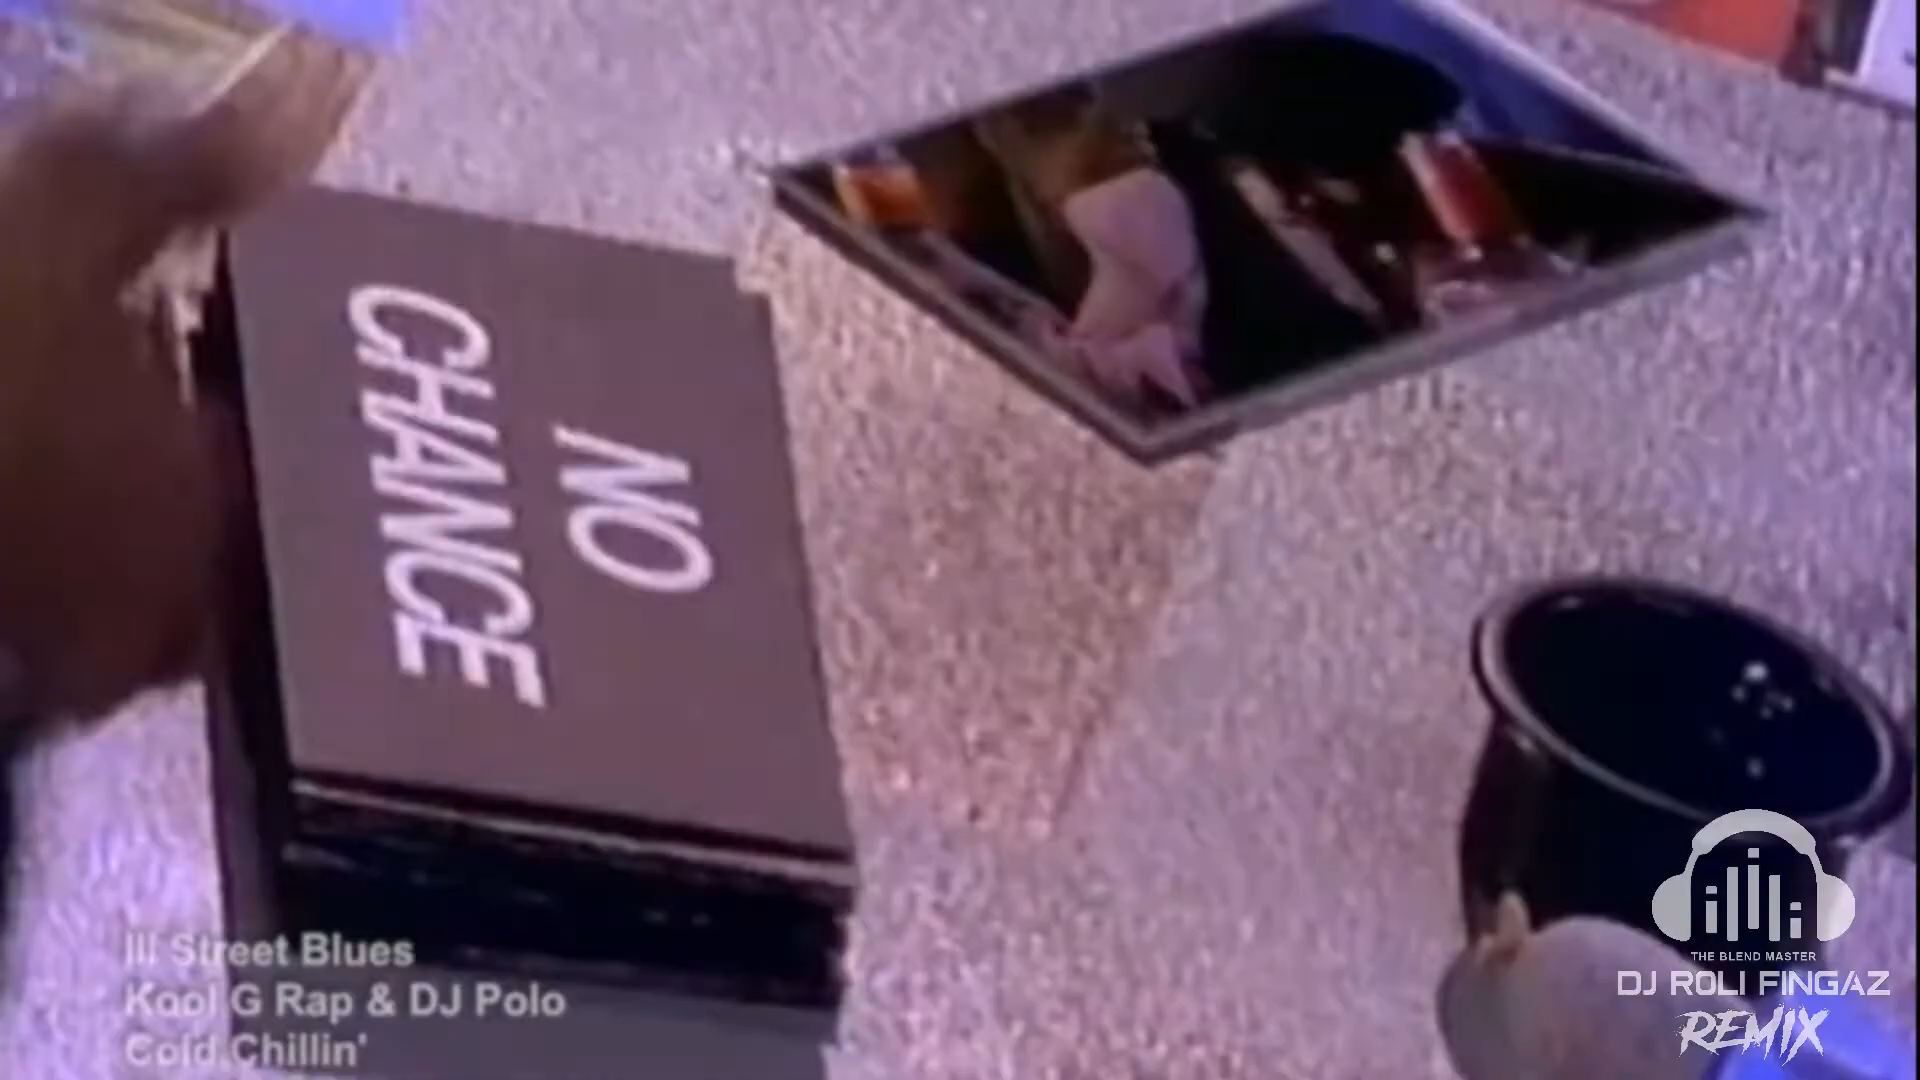 NO
CHANCE
Ill Street Blues
Kool G Rap & DJ Polo
Cold Chillin'
THE BLEND MASTER
DJ ROLI FINGAZ
REMIX